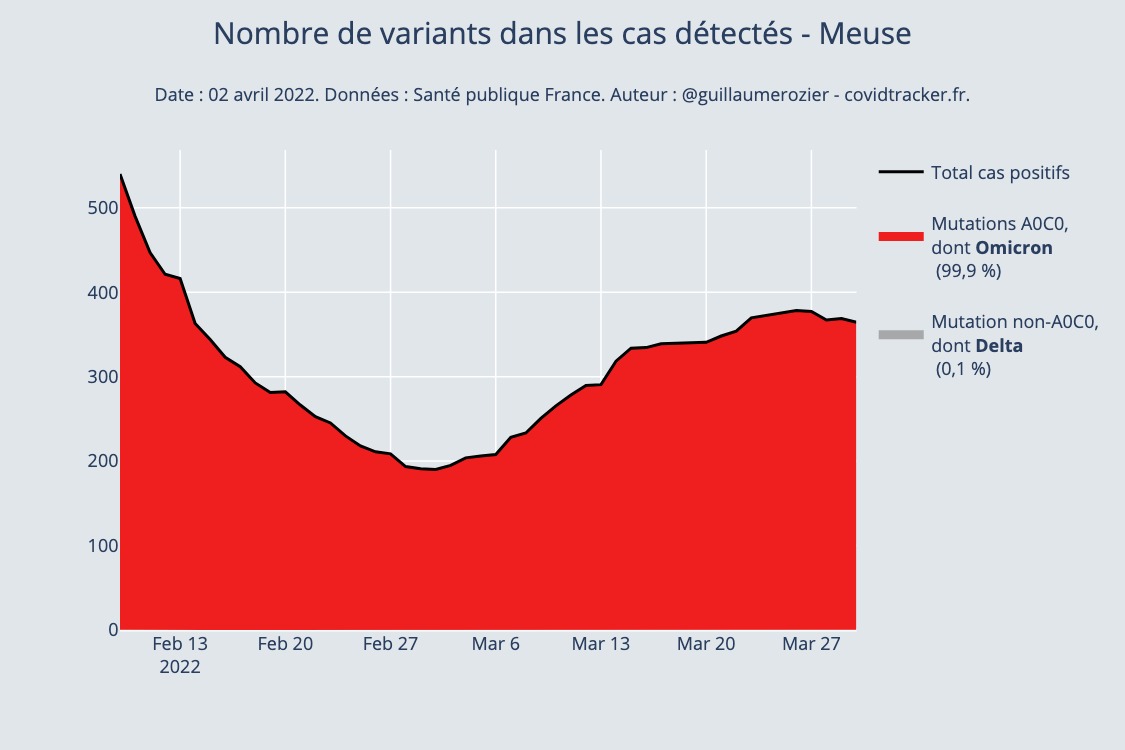 Nombre de variants dans les cas détectés - Meuse
Date : 02 avril 2022. Données : Santé publique France. Auteur : @guillaumerozier - covidtracker.fr.
Total cas positifs
Mutations A0C0,
dont Omicron
(99,9 %)
Mutation non-A0C0,
dont Delta
(0,1 %)
500
400
300
200
100
0
Feb 13
2022
Feb 20
Feb 27
Mar 6
Mar 13
Mar 20
Mar 27